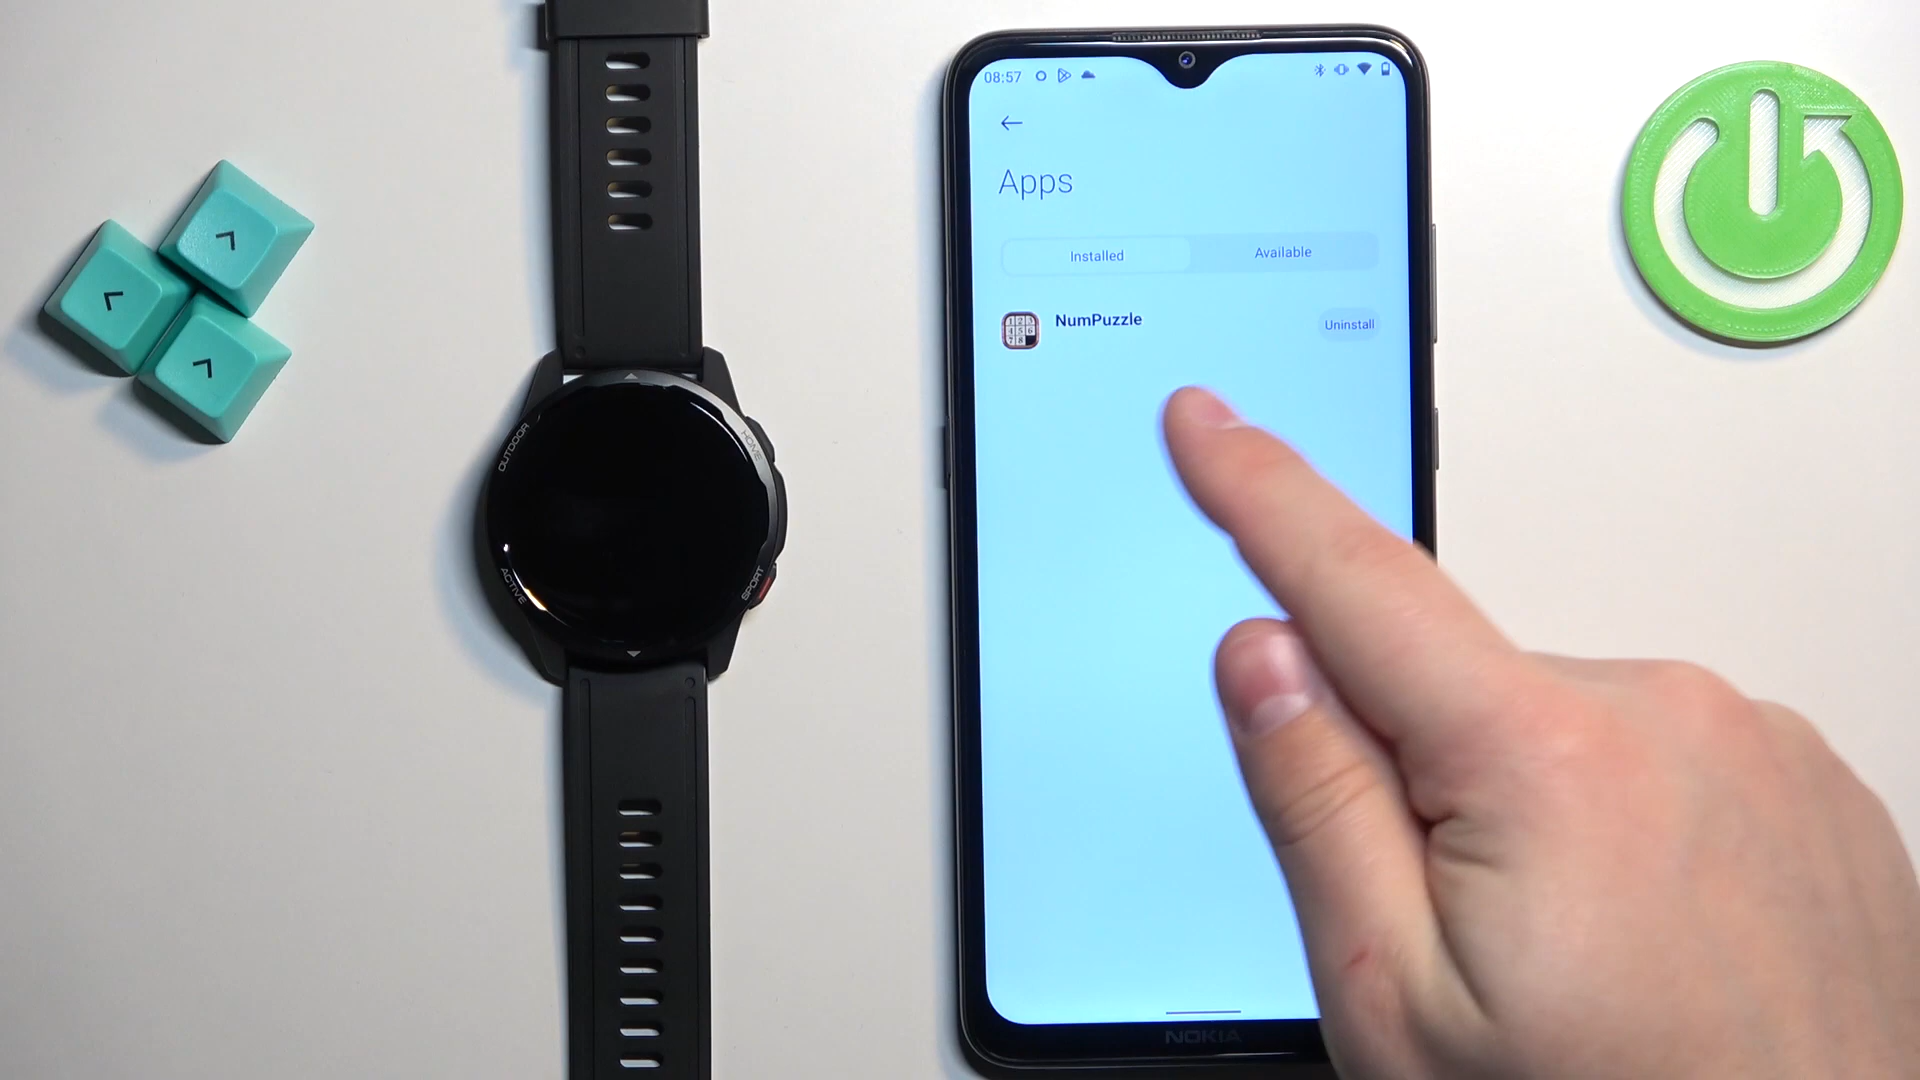 08:57
Apps
Installed
Available
NumPuzzle
Uninstall
OUTDOOR
HOME
ACTIVE
SPORT
NOKIA